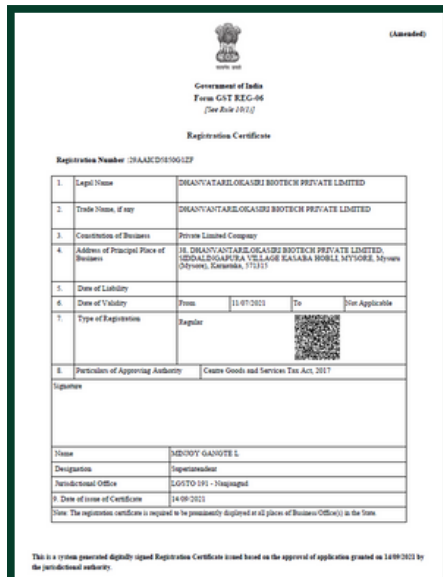 (Amended)
Government of India
Form GST REG-06
[See Rule 10(1)]
Registration Certificate
Registration Number :29AAICD5850G1ZF
1. Legal Name DHANVATARILOKASIRI BIOTECH PRIVATE LIMITED
2. Trade Name, if any DHANVANTARILOKASIRI BIOTECH PRIVATE LIMITED
3. Constitution of Business Private Limited Company
4. Address of Principal Place of Business 38, DHANVANTARILOKASIRI BIOTECH PRIVATE LIMITED,
SIDDALINGAPURA VILLAGE KASABA HOBLI, MYSORE, Mysuru
(Mysore), Karnataka, 571315
5. Date of Liability
6. Date of Validity From 11/07/2021 To Not Applicable
7. Type of Registration Regular
8. Particulars of Approving Authority Centre Goods and Services Tax Act, 2017
Signature
Name GANGTE L
Designation Superintendent
Jurisdictional Office LGSTO 191 - Nanjangud
9. Date of issue of Certificate 14/09/2021
Note: The registration certificate is required to be prominently displayed at all places of Business/Office(s) in the State.
This is a system generated digitally signed Registration Certificate issued based on the approval of application granted on 14/09/2021 by
the jurisdictional authority.